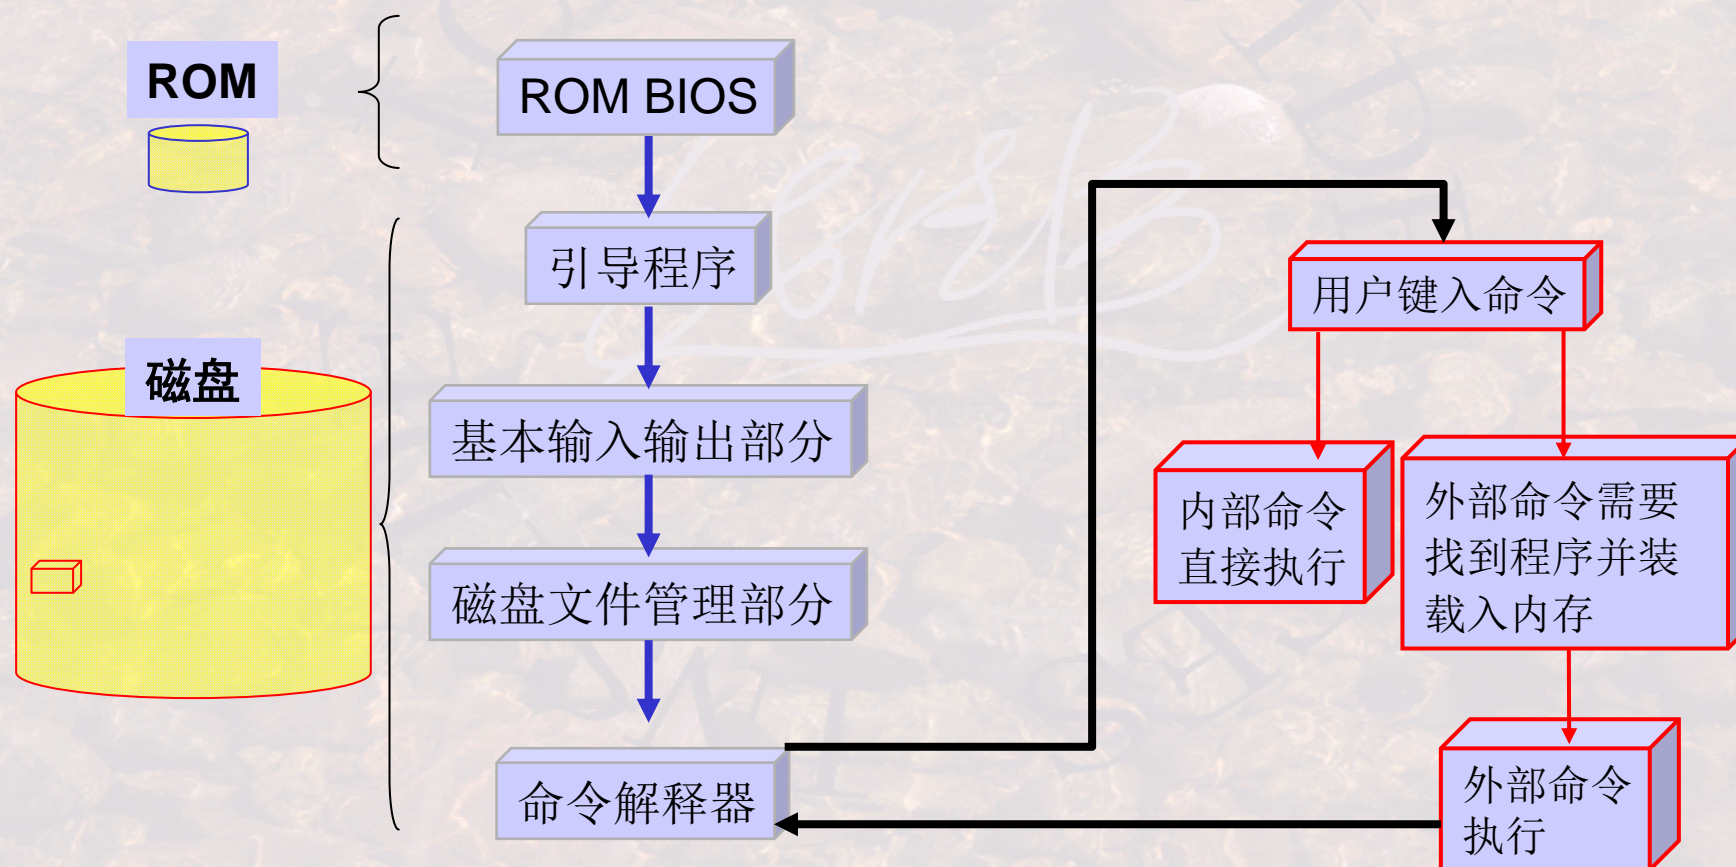 ROM
ROM BIOS
引导程序
磁盘
基本输入输出部分
磁盘文件管理部分
命令解释器
用户键入命令
内部命令
直接执行
外部命令需要
找到程序并装
载入内存
外部命令
执行